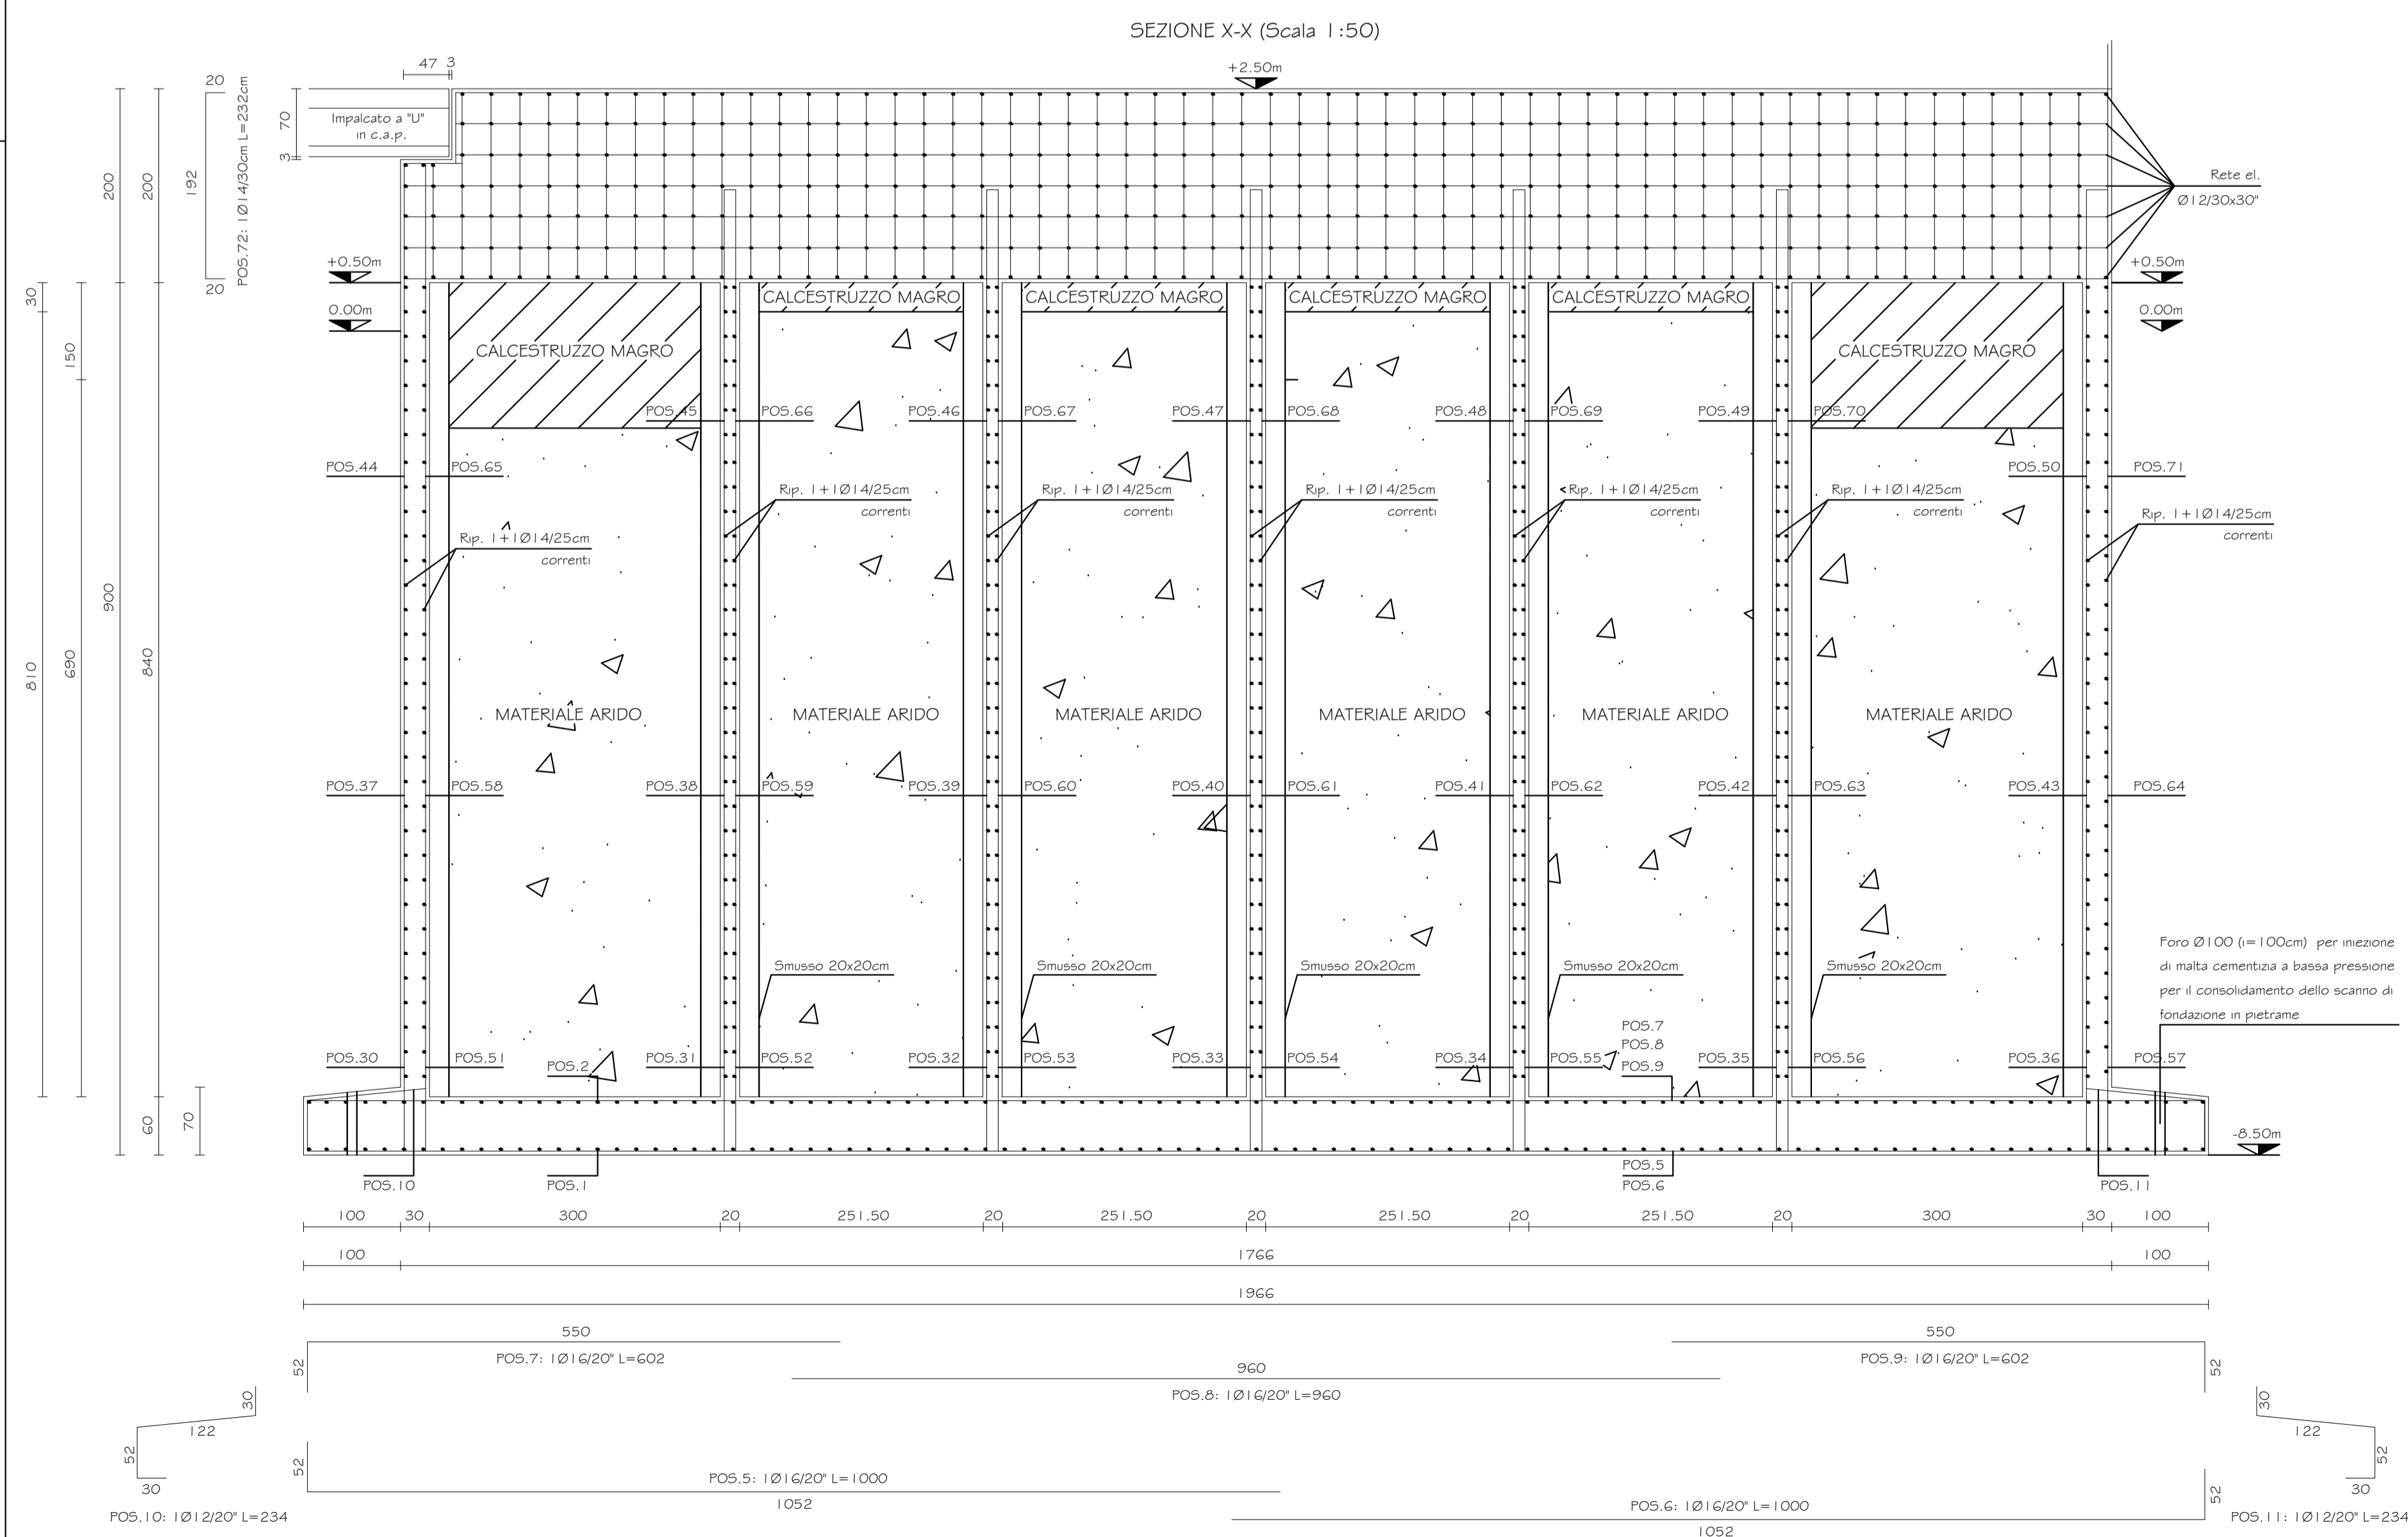 SEZIONE X-X (Scala 1:50)
47 3
+2.50m
20
POS.72: 1Ø14/30cm L=232cm
70
3
Impalcato a "U"
in c.a.p.
200
200
192
20
Rete el.
Ø12/30x30"
+0.50m
+0.50m
0.00m
0.00m
30
150
810
690
900
840
60
70
CALCESTRUZZO MAGRO
CALCESTRUZZO MAGRO
CALCESTRUZZO MAGRO
CALCESTRUZZO MAGRO
CALCESTRUZZO MAGRO
CALCESTRUZZO MAGRO
POS.45 POS.66 POS.46 POS.67 POS.47 POS.68 POS.48 POS.69 POS.49 POS.70
POS.44 POS.65 POS.50 POS.71
Rip. 1+1Ø14/25cm
correnti
Rip. 1+1Ø14/25cm
correnti
Rip. 1+1Ø14/25cm
correnti
Rip. 1+1Ø14/25cm
correnti
Rip. 1+1Ø14/25cm
correnti
Rip. 1+1Ø14/25cm
correnti
Rip. 1+1Ø14/25cm
correnti
MATERIALE ARIDO MATERIALE ARIDO MATERIALE ARIDO MATERIALE ARIDO MATERIALE ARIDO MATERIALE ARIDO
POS.37 POS.58 POS.38 POS.59 POS.39 POS.60 POS.40 POS.61 POS.41 POS.62 POS.42 POS.63 POS.43 POS.64
Smusso 20x20cm Smusso 20x20cm Smusso 20x20cm Smusso 20x20cm Smusso 20x20cm
Foro Ø100 (i=100cm) per iniezione
di malta cementizia a bassa pressione
per il consolidamento dello scanno di
fondazione in pietrame
POS.7
POS.8
POS.9
POS.30 POS.51 POS.2 POS.31 POS.52 POS.32 POS.53 POS.33 POS.54 POS.34 POS.55 POS.35 POS.56 POS.36 POS.57
-8.50m
POS.10 POS.1
POS.5
POS.6
POS.11
100 30 300 20 251.50 20 251.50 20 251.50 20 251.50 20 300 30 100
100 1766 100
1966
550
52
POS.7: 1Ø16/20" L=602
550
52
POS.9: 1Ø16/20" L=602
960
POS.8: 1Ø16/20" L=960
30
122
52
30
POS.10: 1Ø12/20" L=234
52
POS.5: 1Ø16/20" L=1000
1052
POS.6: 1Ø16/20" L=1000
1052
52
30
122
52
30
POS.11: 1Ø12/20" L=234